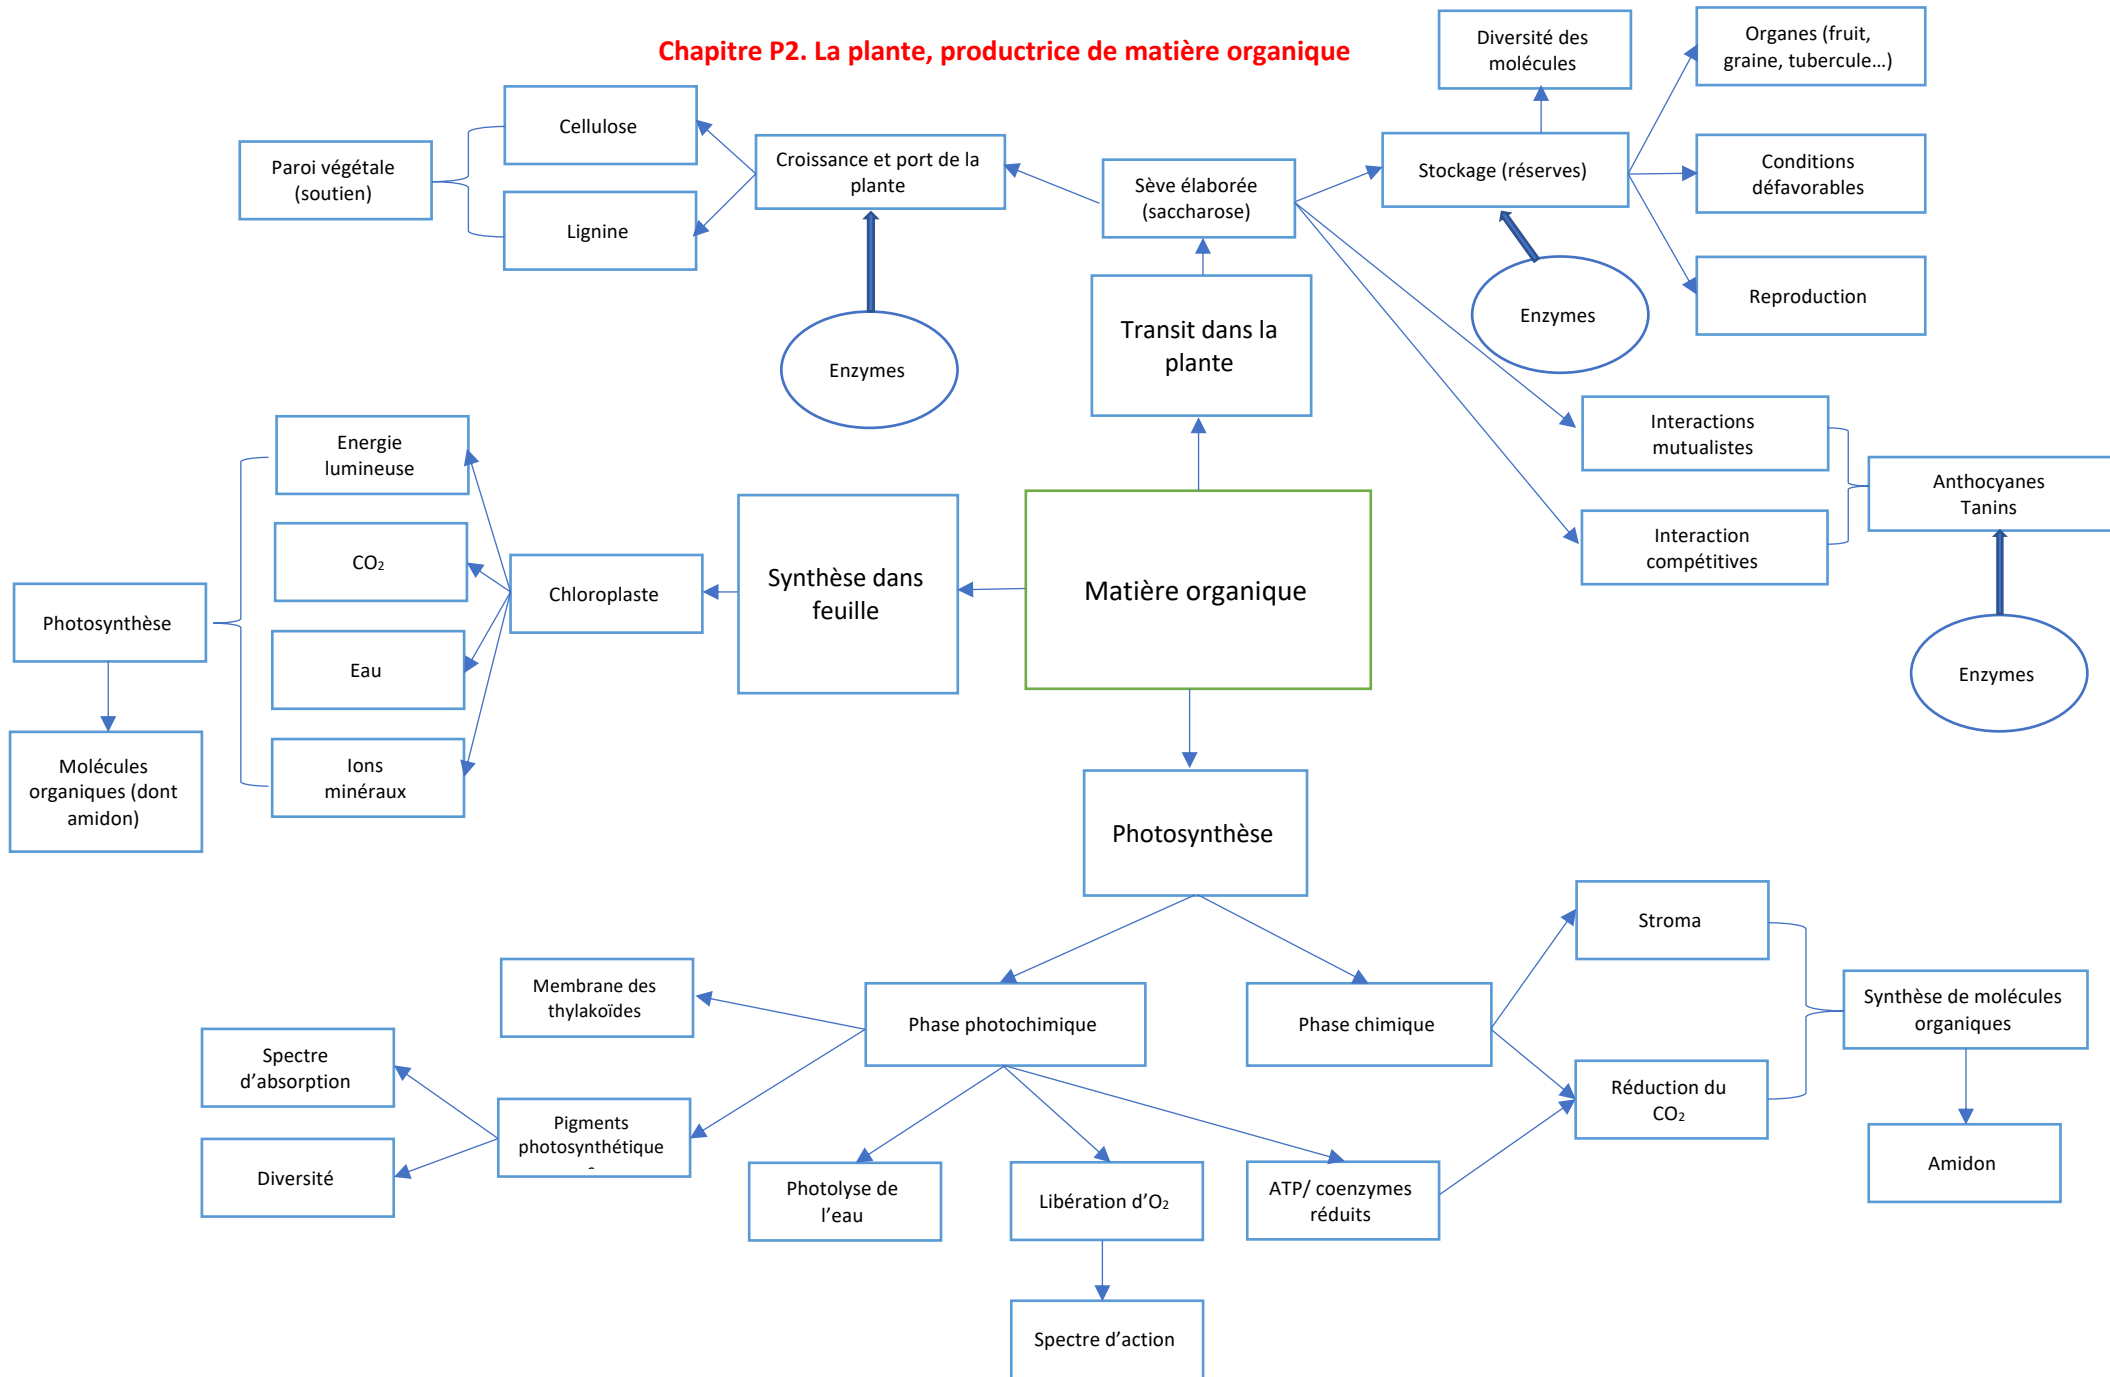 Chapitre P2. La plante, productrice de matière organique
Diversité des
molécules
Organes (fruit,
graine, tubercule…)
Cellulose
Paroi végétale
(soutien)
Croissance et port de la
plante
Lignine
Sève élaborée
(saccharose)
Stockage (réserves)
Conditions
défavorables
Reproduction
Enzymes
Enzymes
Transit dans la
plante
Interactions
mutualistes
Interaction
compétitives
Anthocyanes
Tanins
Enzymes
Energie
lumineuse
CO₂
Eau
Ions
minéraux
Chloroplaste
Synthèse dans
feuille
Matière organique
Photosynthèse
Molécules
organiques (dont
amidon)
Photosynthèse
Membrane des
thylakoïdes
Phase photochimique
Phase chimique
Stroma
Réduction du
CO₂
Synthèse de molécules
organiques
Amidon
Spectre
d’absorption
Diversité
Pigments
photosynthétique
Photolyse de
l’eau
Libération d’O₂
ATP/ coenzymes
réduits
Spectre d’action